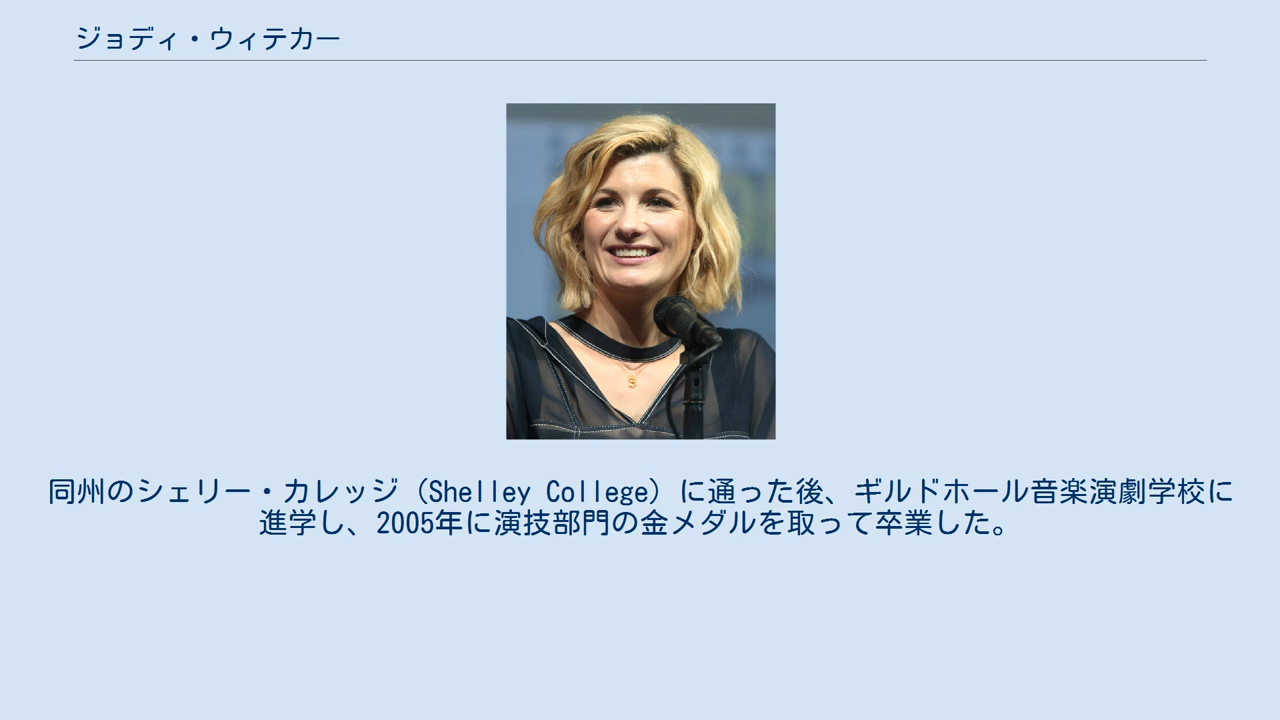 ジョディ・ウィテカー
同州のシェリー・カレッジ（Shelley College）に通った後、ギルドホール音楽演劇学校に
進学し、2005年に演技部門の金メダルを取って卒業した。